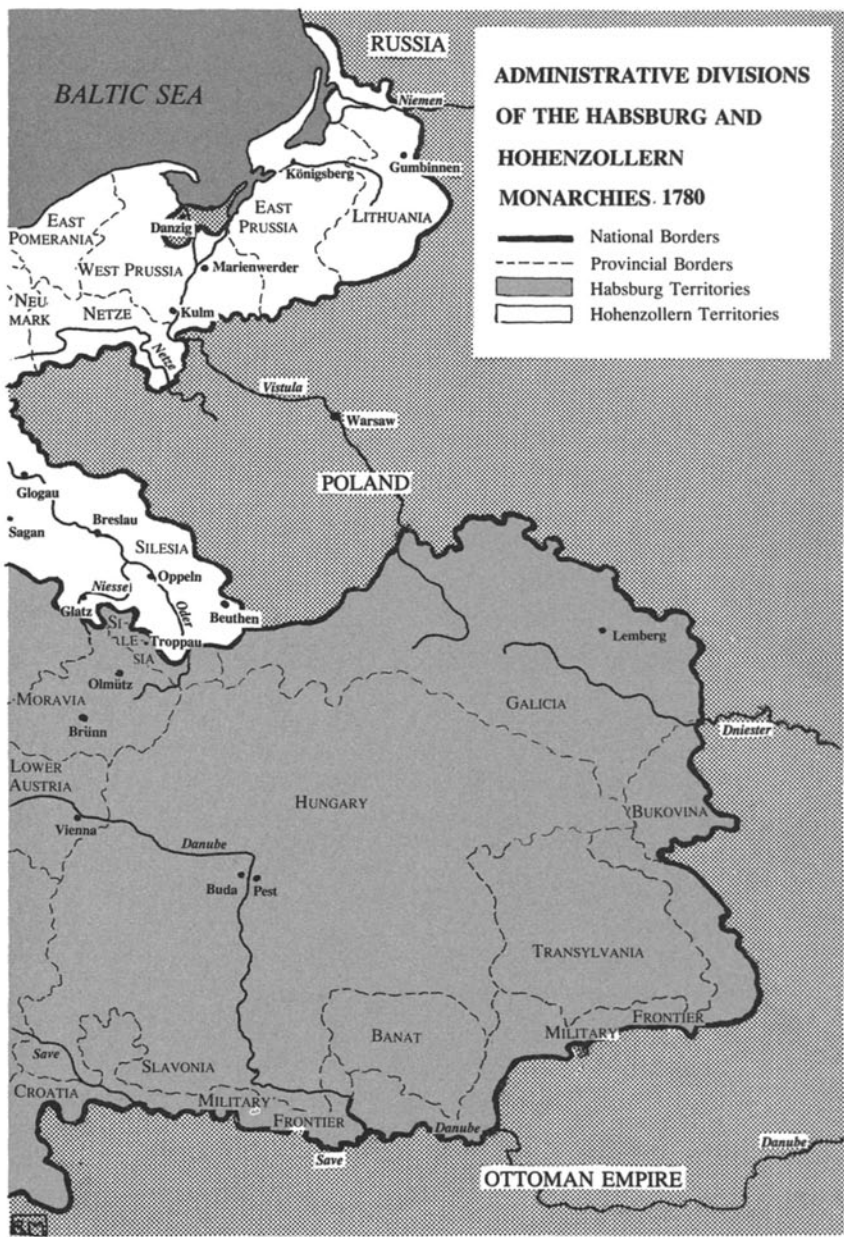 RUSSIA
BALTIC SEA
ADMINISTRATIVE DIVISIONS
OF THE HABSBURG AND
HOHENZOLLERN
MONARCHIES 1780
National Borders
Provincial Borders
Habsburg Territories
Hohenzollern Territories
Niemen
Gumbinnen
Königsberg
LITHUANIA
EAST
PRUSSIA
Danzig
EAST
POMERANIA
WEST PRUSSIA
Marienwerder
NEU-
MARK
NETZE
Kulm
Netze
Vistula
Warsaw
POLAND
Glogau
Sagan
Breslau
SILESIA
Oppeln
Niesse
Oder
Glatz
Beuthen
SI-
LE-
SIA
Troppau
Lemberg
Olmütz
MORAVIA
GALICIA
Brünn
Dniester
LOWER
AUSTRIA
HUNGARY
BUKOVINA
Vienna
Danube
Buda
Pest
TRANSYLVANIA
MILITARY
FRONTIER
BANAT
Save
SLAVONIA
CROATIA
MILITARY
FRONTIER
Danube
Save
Danube
OTTOMAN EMPIRE